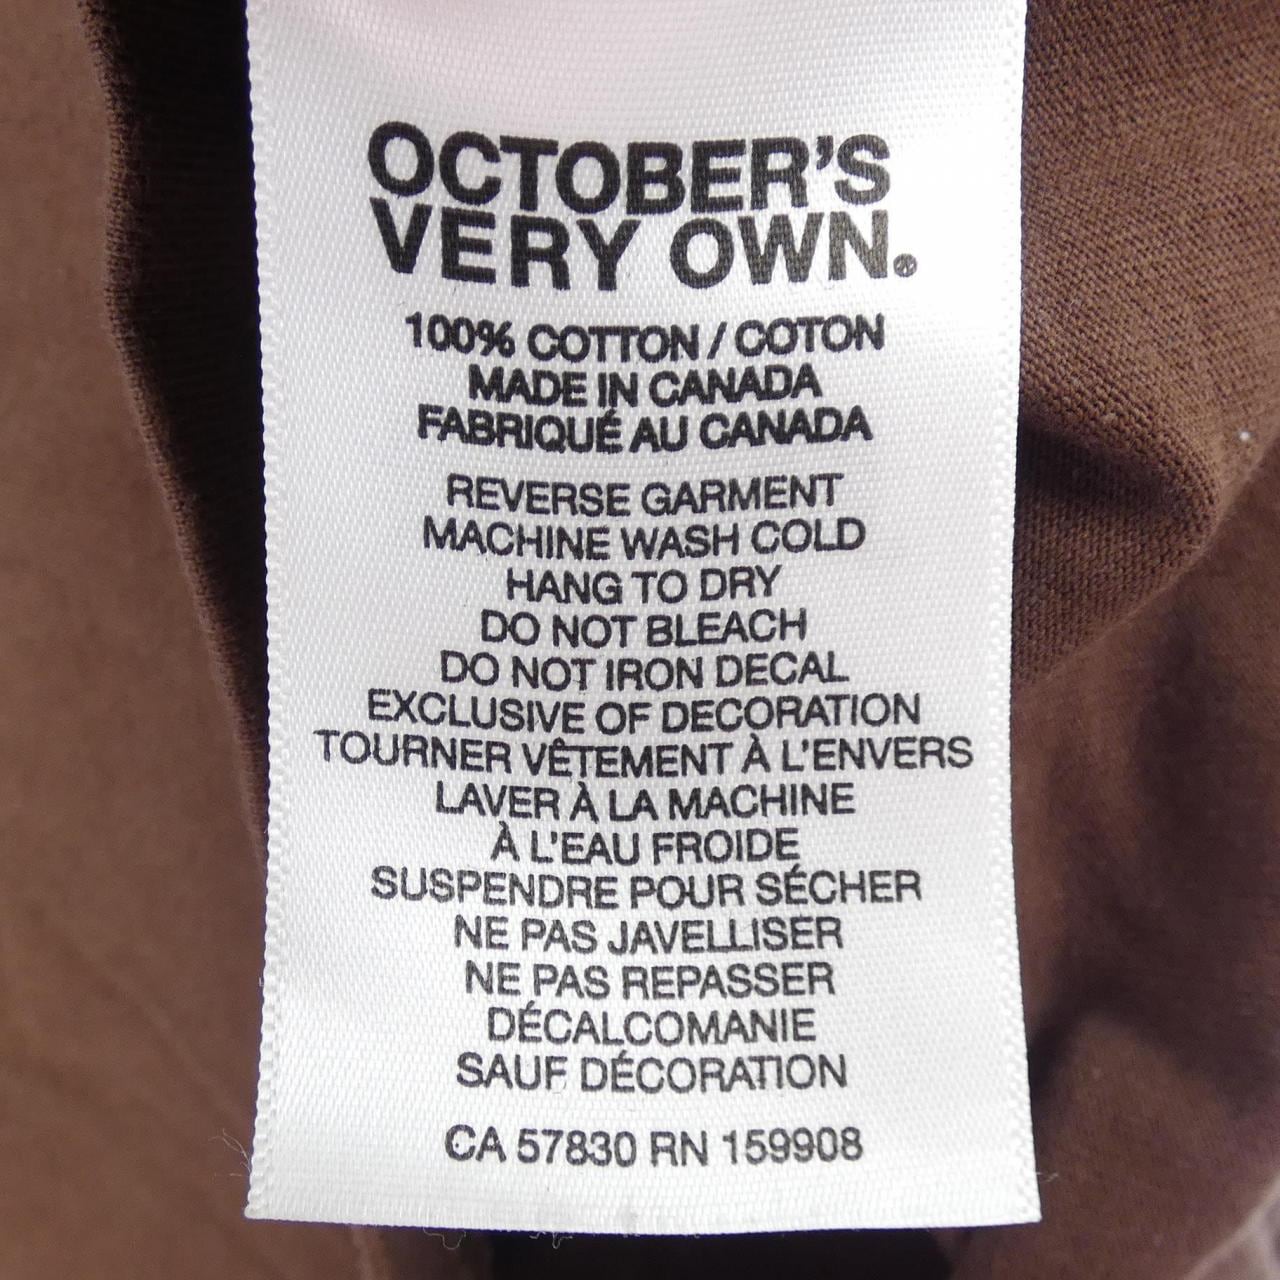 OCTOBER'S
VERY OWN.®
100% COTTON / COTON
MADE IN CANADA
FABRIQUÉ AU CANADA
REVERSE GARMENT
MACHINE WASH COLD
HANG TO DRY
DO NOT BLEACH
DO NOT IRON DECAL
EXCLUSIVE OF DECORATION
TOURNER VÊTEMENT À L'ENVERS
LAVER À LA MACHINE
À L'EAU FROIDE
SUSPENDRE POUR SÉCHER
NE PAS JAVELLISER
NE PAS REPASSER
DÉCALCOMANIE
SAUF DÉCORATION
CA 57830 RN 159908